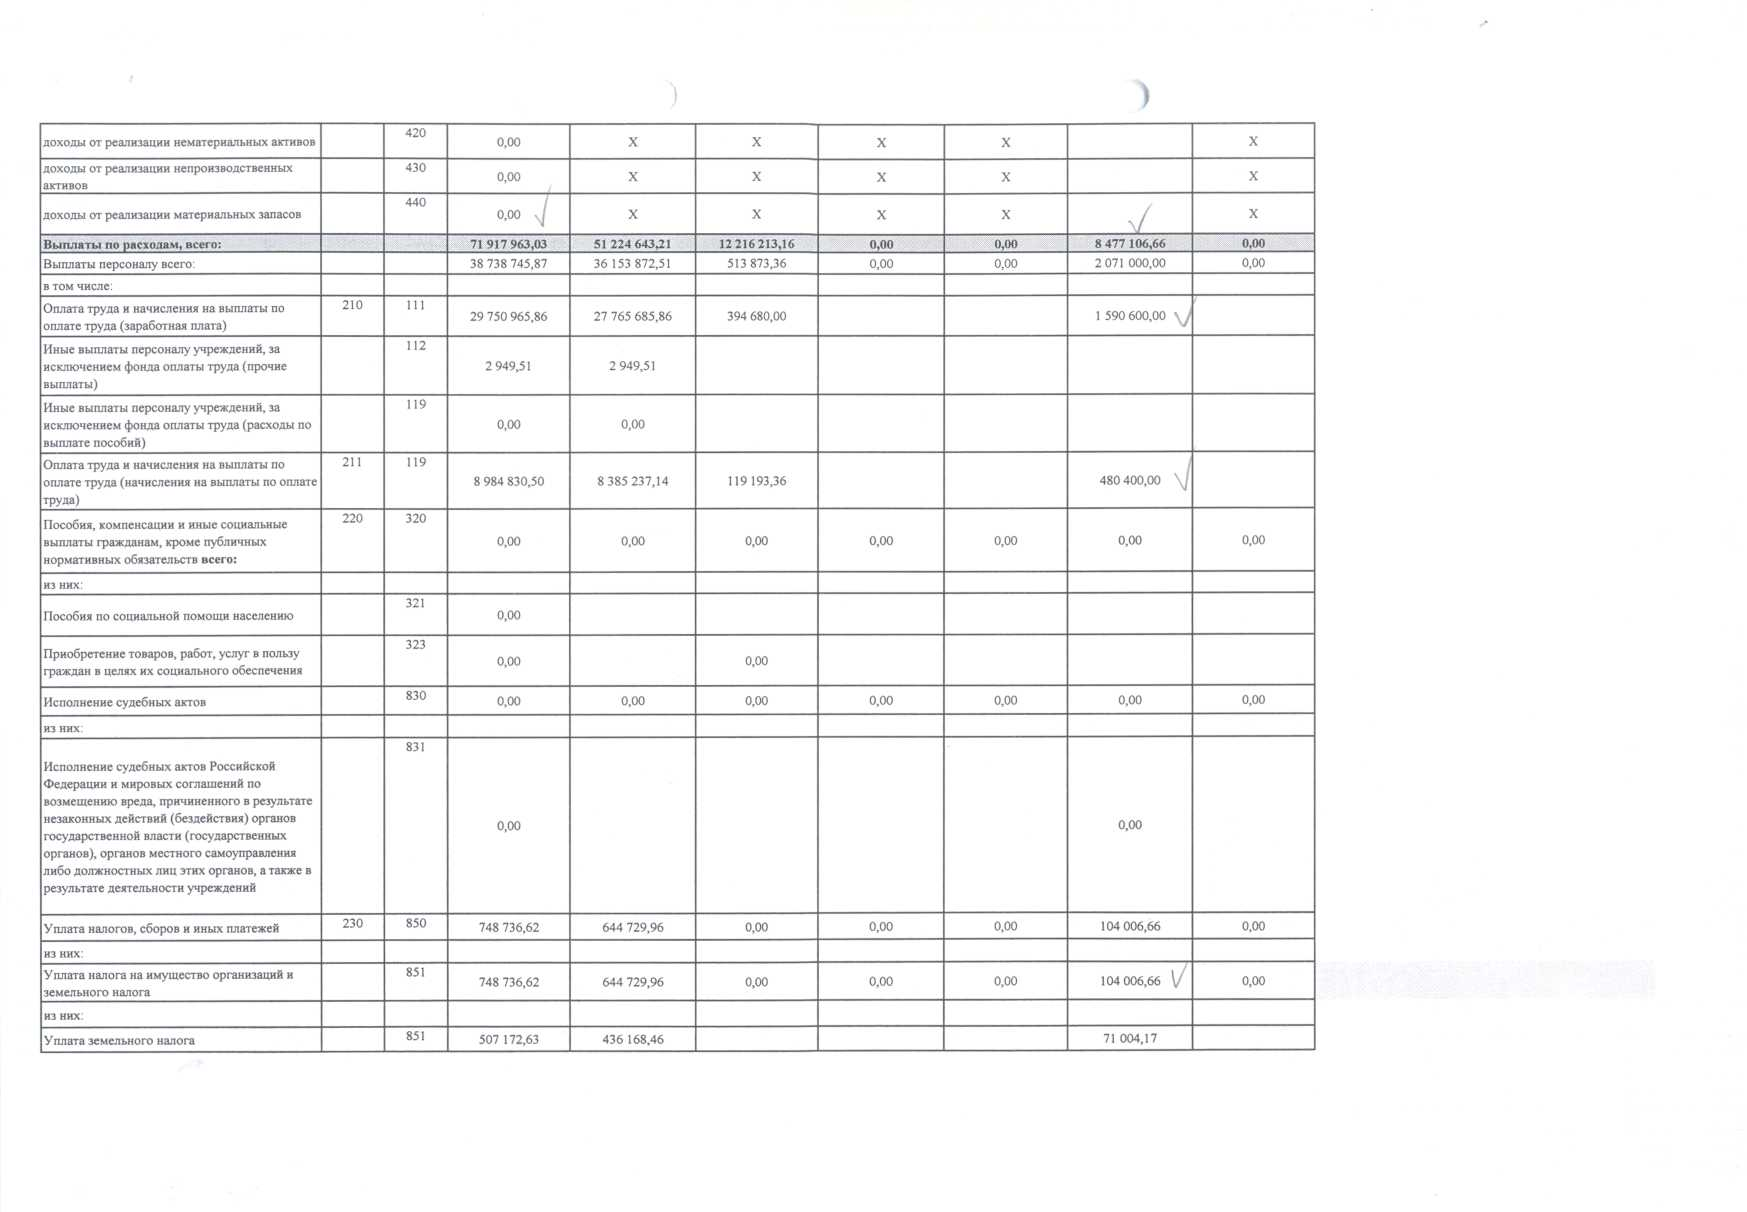 доходы от реализации нематериальных активов 420 0,00 X X X X X
доходы от реализации непроизводственных
активов 430 0,00 X X X X X
доходы от реализации материальных запасов 440 0,00 X X X X X
Выплаты по расходам, всего: 71 917 963,03 51 224 643,21 12 216 213,16 0,00 0,00 8 477 106,66 0,00
Выплаты персоналу всего: 38 738 745,87 36 153 872,51 513 873,36 0,00 0,00 2 071 000,00 0,00
в том числе:
Оплата труда и начисления на выплаты по
оплате труда (заработная плата) 210 111 29 750 965,86 27 765 685,86 394 680,00 1 590 600,00
Иные выплаты персоналу учреждений, за
исключением фонда оплаты труда (прочие
выплаты) 112 2 949,51 2 949,51
Иные выплаты персоналу учреждений, за
исключением фонда оплаты труда (расходы по
выплате пособий) 119 0,00 0,00
Оплата труда и начисления на выплаты по
оплате труда (начисления на выплаты по оплате
труда) 211 119 8 984 830,50 8 385 237,14 119 193,36 480 400,00
Пособия, компенсации и иные социальные
выплаты гражданам, кроме публичных
нормативных обязательств всего: 220 320 0,00 0,00 0,00 0,00 0,00 0,00 0,00
из них:
Пособия по социальной помощи населению 321 0,00
Приобретение товаров, работ, услуг в пользу
граждан в целях их социального обеспечения 323 0,00 0,00
Исполнение судебных актов 830 0,00 0,00 0,00 0,00 0,00 0,00 0,00
из них:
Исполнение судебных актов Российской
Федерации и мировых соглашений по
возмещению вреда, причиненного в результате
незаконных действий (бездействия) органов
государственной власти (государственных
органов), органов местного самоуправления
либо должностных лиц этих органов, а также в
результате деятельности учреждений 831 0,00 0,00
Уплата налогов, сборов и иных платежей 230 850 748 736,62 644 729,96 0,00 0,00 0,00 104 006,66 0,00
из них:
Уплата налога на имущество организаций и
земельного налога 851 748 736,62 644 729,96 0,00 0,00 0,00 104 006,66 0,00
из них:
Уплата земельного налога 851 507 172,63 436 168,46 71 004,17